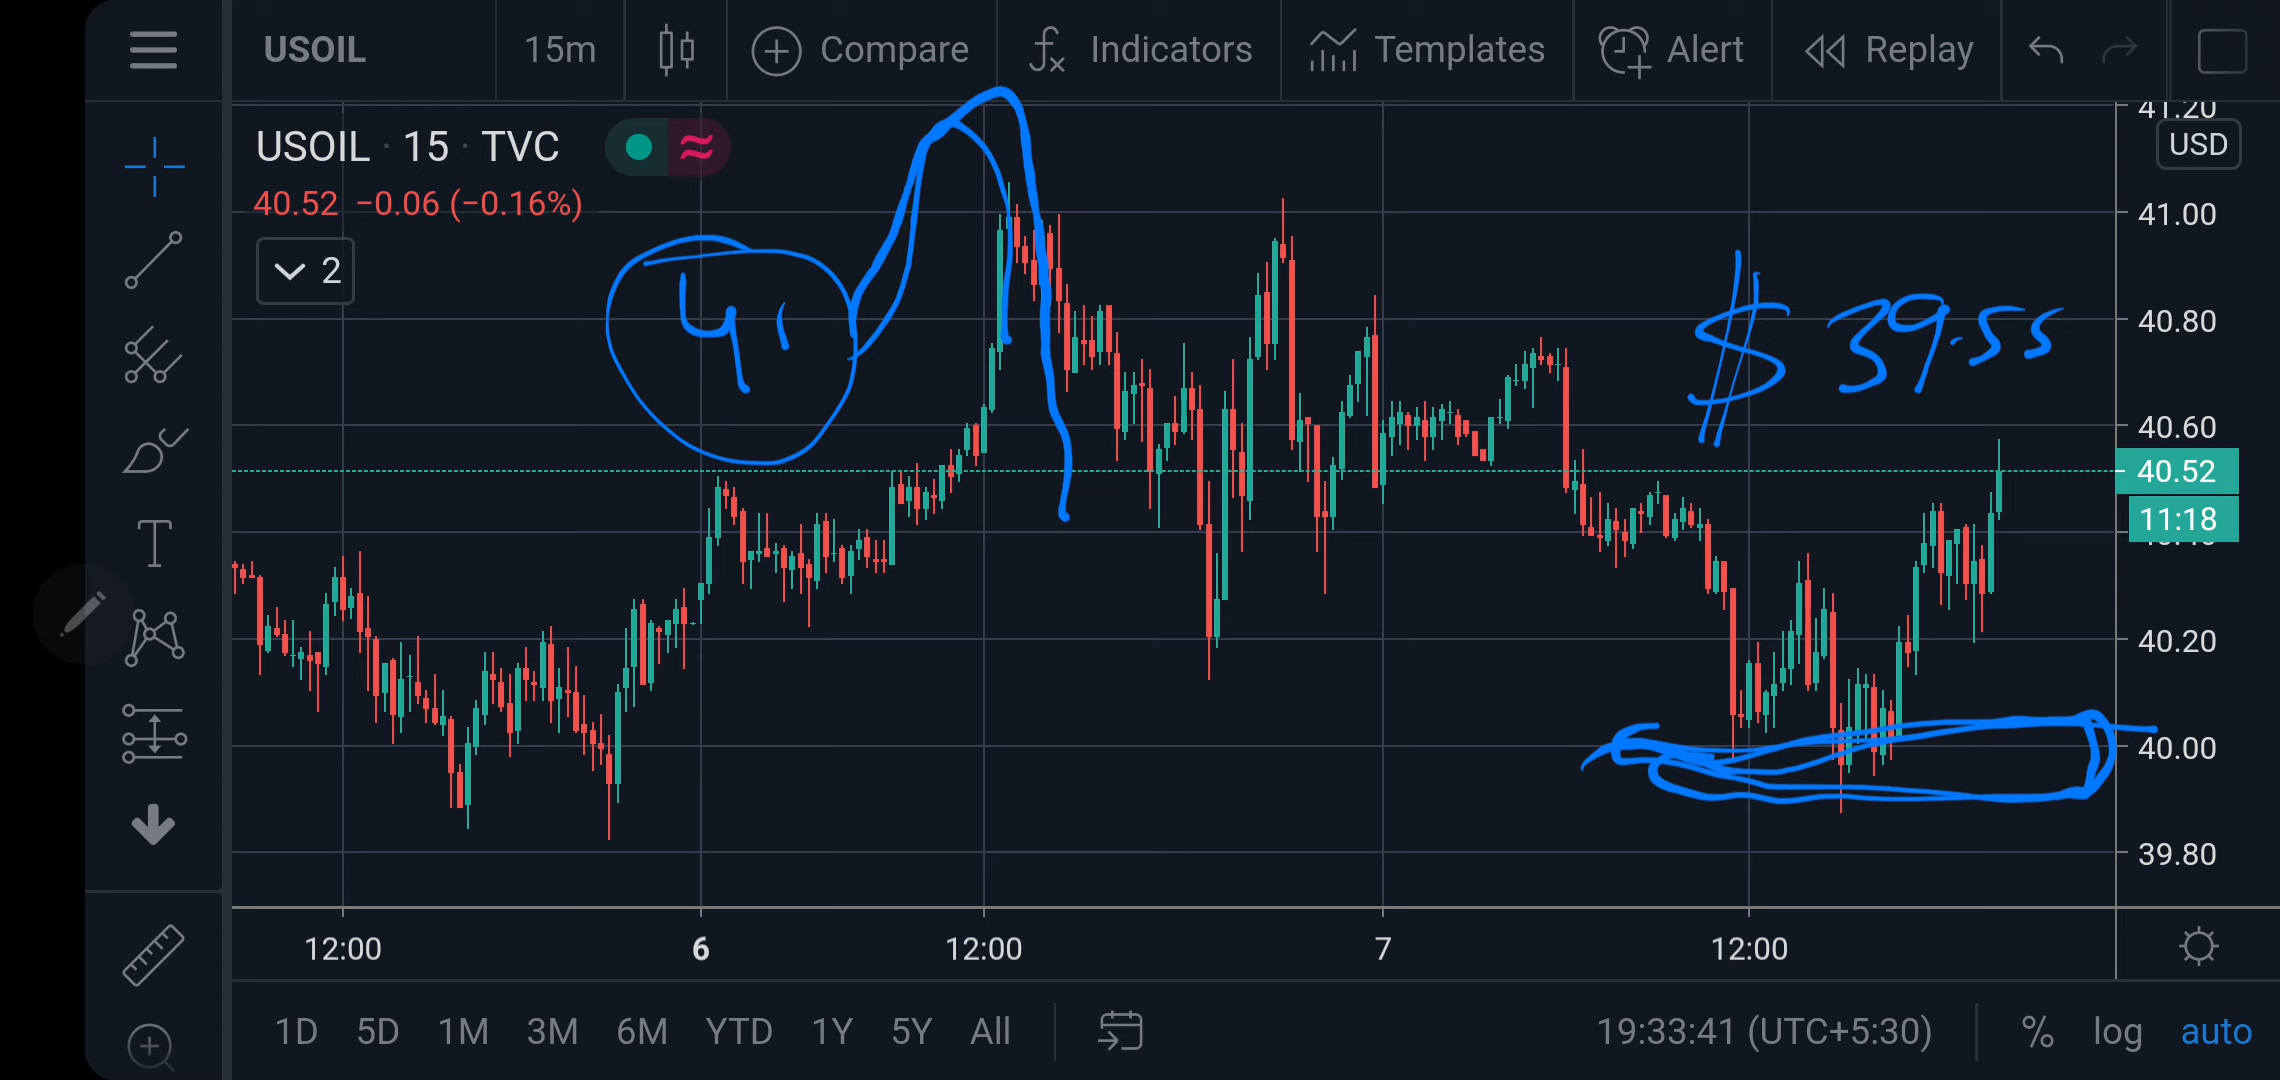 USOIL 15m Compare Indicators Templates Alert Replay
USOIL · 15 · TVC
40.52 −0.06 (−0.16%)
2
41
$ 39.55
41.20
USD
41.00
40.80
40.60
40.52
11:18
40.20
40.00
39.80
12:00 6 12:00 7 12:00
1D 5D 1M 3M 6M YTD 1Y 5Y All 19:33:41 (UTC+5:30) % log auto